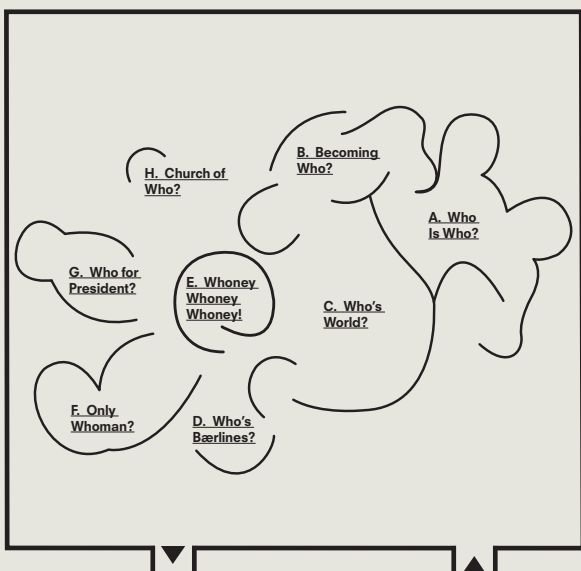 B. Becoming
Who?
H. Church of
Who?
A. Who
Is Who?
G. Who for
President?
E. Whoney
Whoney
Whoney!
C. Who's
World?
F. Only
Whoman?
D. Who's
Bærlines?